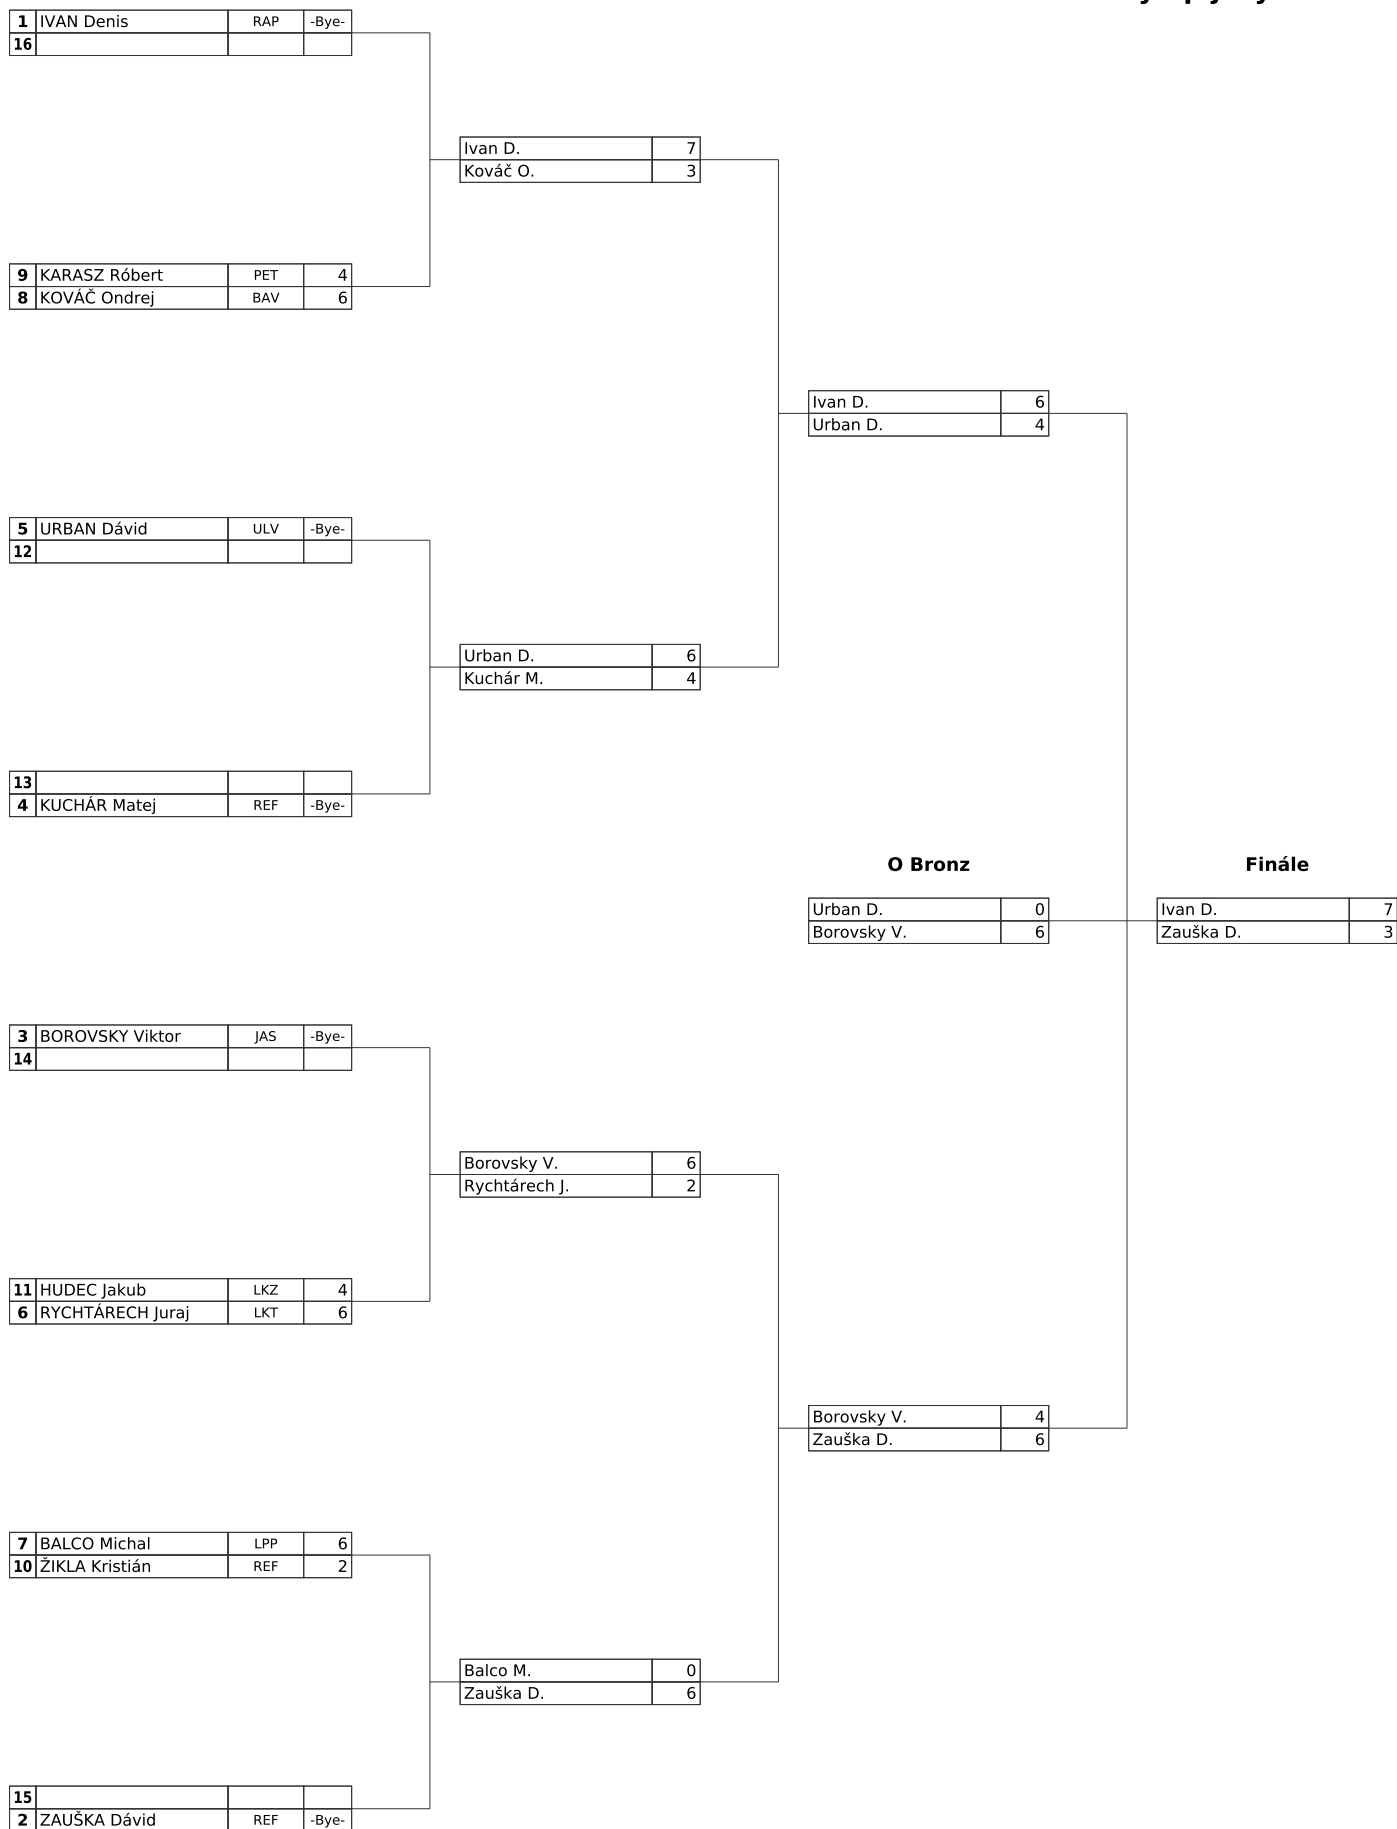 1 IVAN Denis RAP -Bye-
16
Ivan D. 7
Kováč O. 3
9 KARASZ Róbert PET 4
8 KOVÁČ Ondrej BAV 6
Ivan D. 6
Urban D. 4
5 URBAN Dávid ULV -Bye-
12
Urban D. 6
Kuchár M. 4
13
4 KUCHÁR Matej REF -Bye-
O Bronz
Finále
Urban D. 0
Borovsky V. 6
Ivan D. 7
Zauška D. 3
3 BOROVSKY Viktor JAS -Bye-
14
Borovsky V. 6
Rychtárech J. 2
11 HUDEC Jakub LKZ 4
6 RYCHTÁRECH Juraj LKT 6
Borovsky V. 4
Zauška D. 6
7 BALCO Michal LPP 6
10 ŽIKLA Kristián REF 2
Balco M. 0
Zauška D. 6
15
2 ZAUŠKA Dávid REF -Bye-